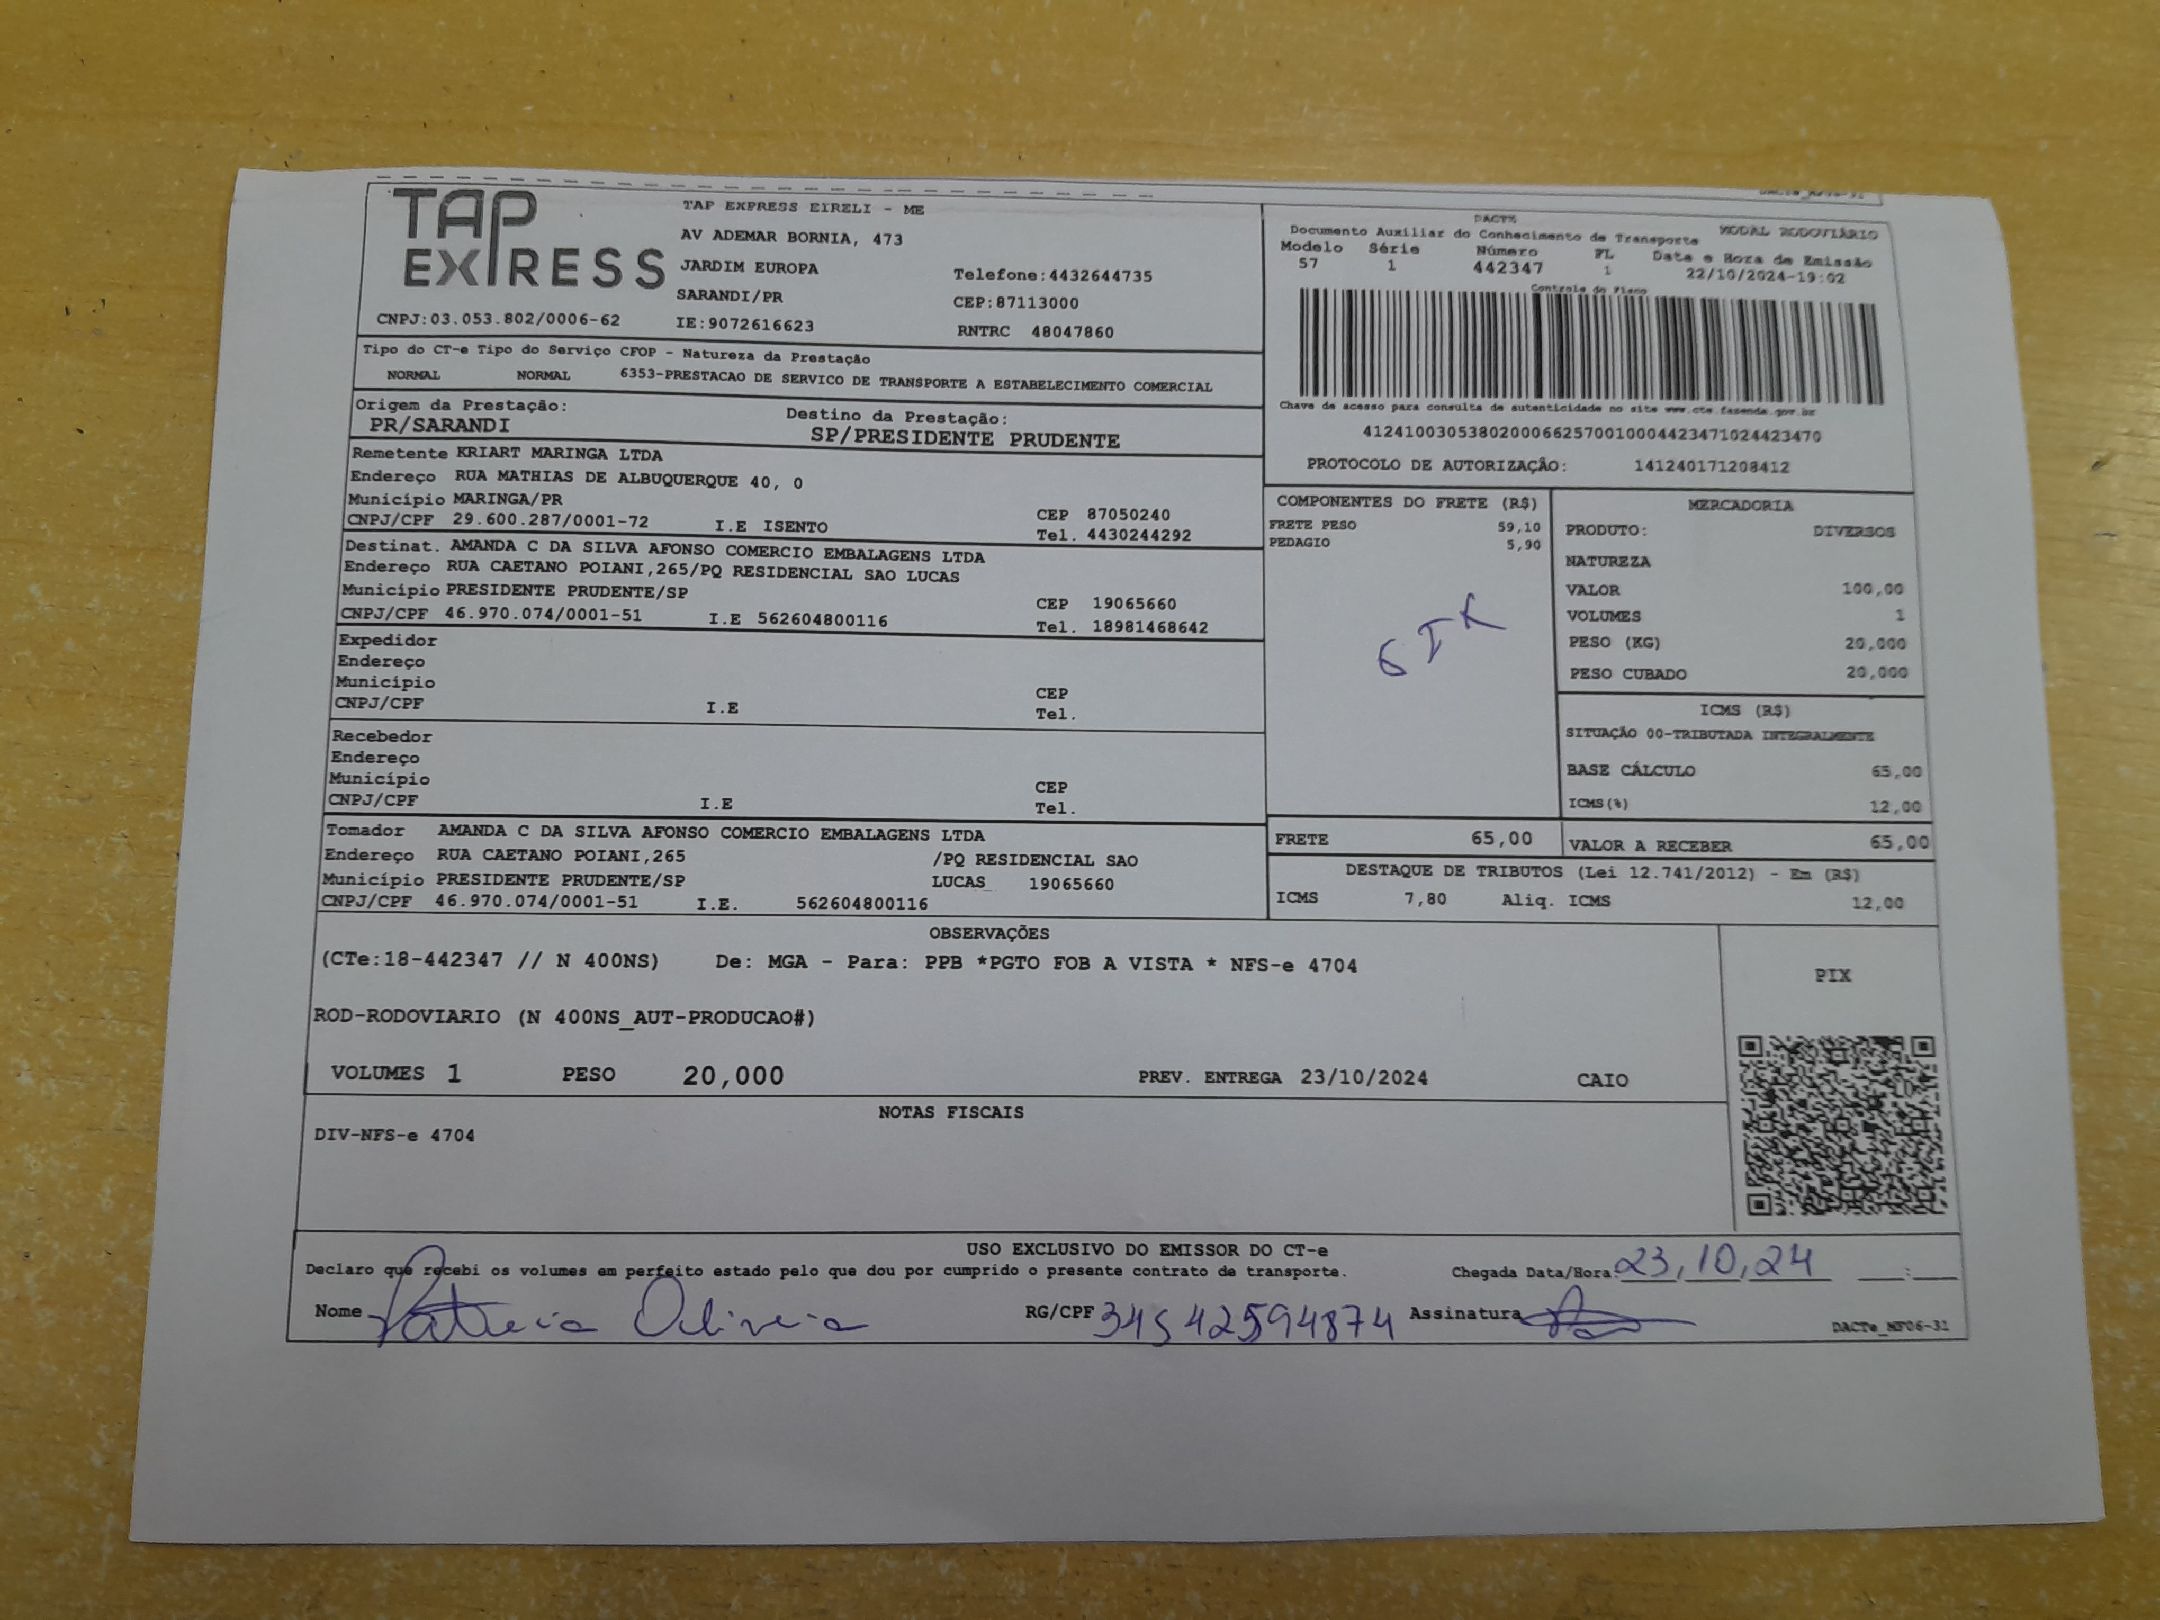 TAP EXPRESS
TAP EXPRESS EIRELI - ME
AV ADEMAR BORNIA, 473
JARDIM EUROPA Telefone:4432644735
SARANDI/PR CEP:87113000
CNPJ:03.053.802/0006-62 IE:9072616623 RNTRC 48047860
DACTE
Documento Auxiliar do Conhecimento de Transporte MODAL RODOVIÁRIO
Modelo Série Número FL Data e Hora de Emissão
57 1 442347 1 22/10/2024-19:02
Controle do Fisco
Chave de acesso para consulta de autenticidade no site www.cte.fazenda.gov.br
41241003053802000662570010004423471024423470
PROTOCOLO DE AUTORIZAÇÃO: 141240171208412
Tipo do CT-e Tipo do Serviço CFOP - Natureza da Prestação
NORMAL NORMAL 6353-PRESTACAO DE SERVICO DE TRANSPORTE A ESTABELECIMENTO COMERCIAL
Origem da Prestação: Destino da Prestação:
PR/SARANDI SP/PRESIDENTE PRUDENTE
Remetente KRIART MARINGA LTDA
Endereço RUA MATHIAS DE ALBUQUERQUE 40, 0
Município MARINGA/PR CEP 87050240
CNPJ/CPF 29.600.287/0001-72 I.E ISENTO Tel. 4430244292
Destinat. AMANDA C DA SILVA AFONSO COMERCIO EMBALAGENS LTDA
Endereço RUA CAETANO POIANI,265/PQ RESIDENCIAL SAO LUCAS
Município PRESIDENTE PRUDENTE/SP CEP 19065660
CNPJ/CPF 46.970.074/0001-51 I.E 562604800116 Tel. 18981468642
Expedidor
Endereço
Município CEP
CNPJ/CPF I.E Tel.
Recebedor
Endereço
Município CEP
CNPJ/CPF I.E Tel.
Tomador AMANDA C DA SILVA AFONSO COMERCIO EMBALAGENS LTDA
Endereço RUA CAETANO POIANI,265 /PQ RESIDENCIAL SAO
Município PRESIDENTE PRUDENTE/SP LUCAS 19065660
CNPJ/CPF 46.970.074/0001-51 I.E. 562604800116
COMPONENTES DO FRETE (R$)
FRETE PESO 59,10
PEDAGIO 5,90
MERCADORIA
PRODUTO: DIVERSOS
NATUREZA
VALOR 100,00
VOLUMES 1
PESO (KG) 20,000
PESO CUBADO 20,000
ICMS (R$)
SITUAÇÃO 00-TRIBUTADA INTEGRALMENTE
BASE CÁLCULO 65,00
ICMS(%) 12,00
FRETE 65,00 VALOR A RECEBER 65,00
DESTAQUE DE TRIBUTOS (Lei 12.741/2012) - Em (R$)
ICMS 7,80 Aliq. ICMS 12,00
OBSERVAÇÕES
(CTe:18-442347 // N 400NS) De: MGA - Para: PPB *PGTO FOB A VISTA * NFS-e 4704
ROD-RODOVIARIO (N 400NS_AUT-PRODUCAO#)
VOLUMES 1 PESO 20,000 PREV. ENTREGA 23/10/2024 CAIO
PIX
NOTAS FISCAIS
DIV-NFS-e 4704
USO EXCLUSIVO DO EMISSOR DO CT-e
Declaro que recebi os volumes em perfeito estado pelo que dou por cumprido o presente contrato de transporte. Chegada Data/Hora: 23,10,24 __:__
Nome Patricia Oliveira RG/CPF 34542594874 Assinatura
DACTe_NF06-31